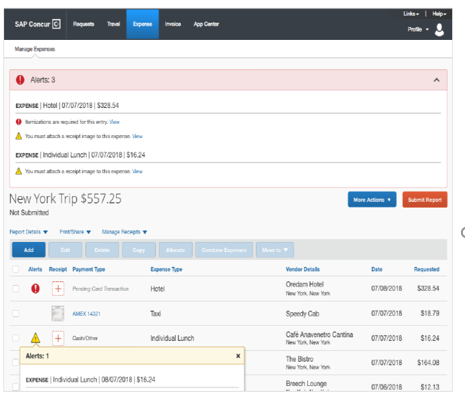 Links | Help
SAP Concur C Requests Travel Expense Invoice App Center
Profile
Manage Expenses
Alerts: 3
EXPENSE | Hotel | 07/07/2018 | $328.54
Itemizations are required for this entry. View
You must attach a receipt image to this expense. View
EXPENSE | Individual Lunch | 07/07/2018 | $16.24
You must attach a receipt image to this expense. View
New York Trip $557.25
More Actions
Submit Report
Not Submitted
Report Details Print/Share Manage Receipts
Add Edit Delete Copy Allocate Combine Expenses Move to
Alerts Receipt Payment Type Expense Type Vendor Details Date Requested
Pending Card Transaction Hotel Oredam Hotel 07/08/2018 $328.54
New York, New York
AMEX 14321 Taxi Speedy Cab 07/07/2018 $18.79
Cash/Other Individual Lunch Café Anavenetro Cantina 07/07/2018 $16.24
New York, New York
Alerts: 1 x
The Bistro 07/07/2018 $164.08
New York, New York
EXPENSE | Individual Lunch | 08/07/2018 | $16.24
Breech Lounge 07/06/2018 $12.13